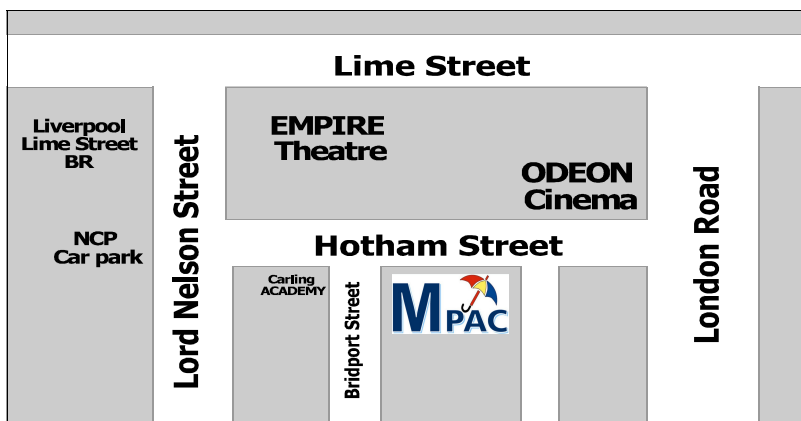 Lime Street
Liverpool
Lime Street
BR
EMPIRE
Theatre
ODEON
Cinema
NCP
Car park
Lord Nelson Street
Hotham Street
London Road
Carling
ACADEMY
Bridport Street
MPAC